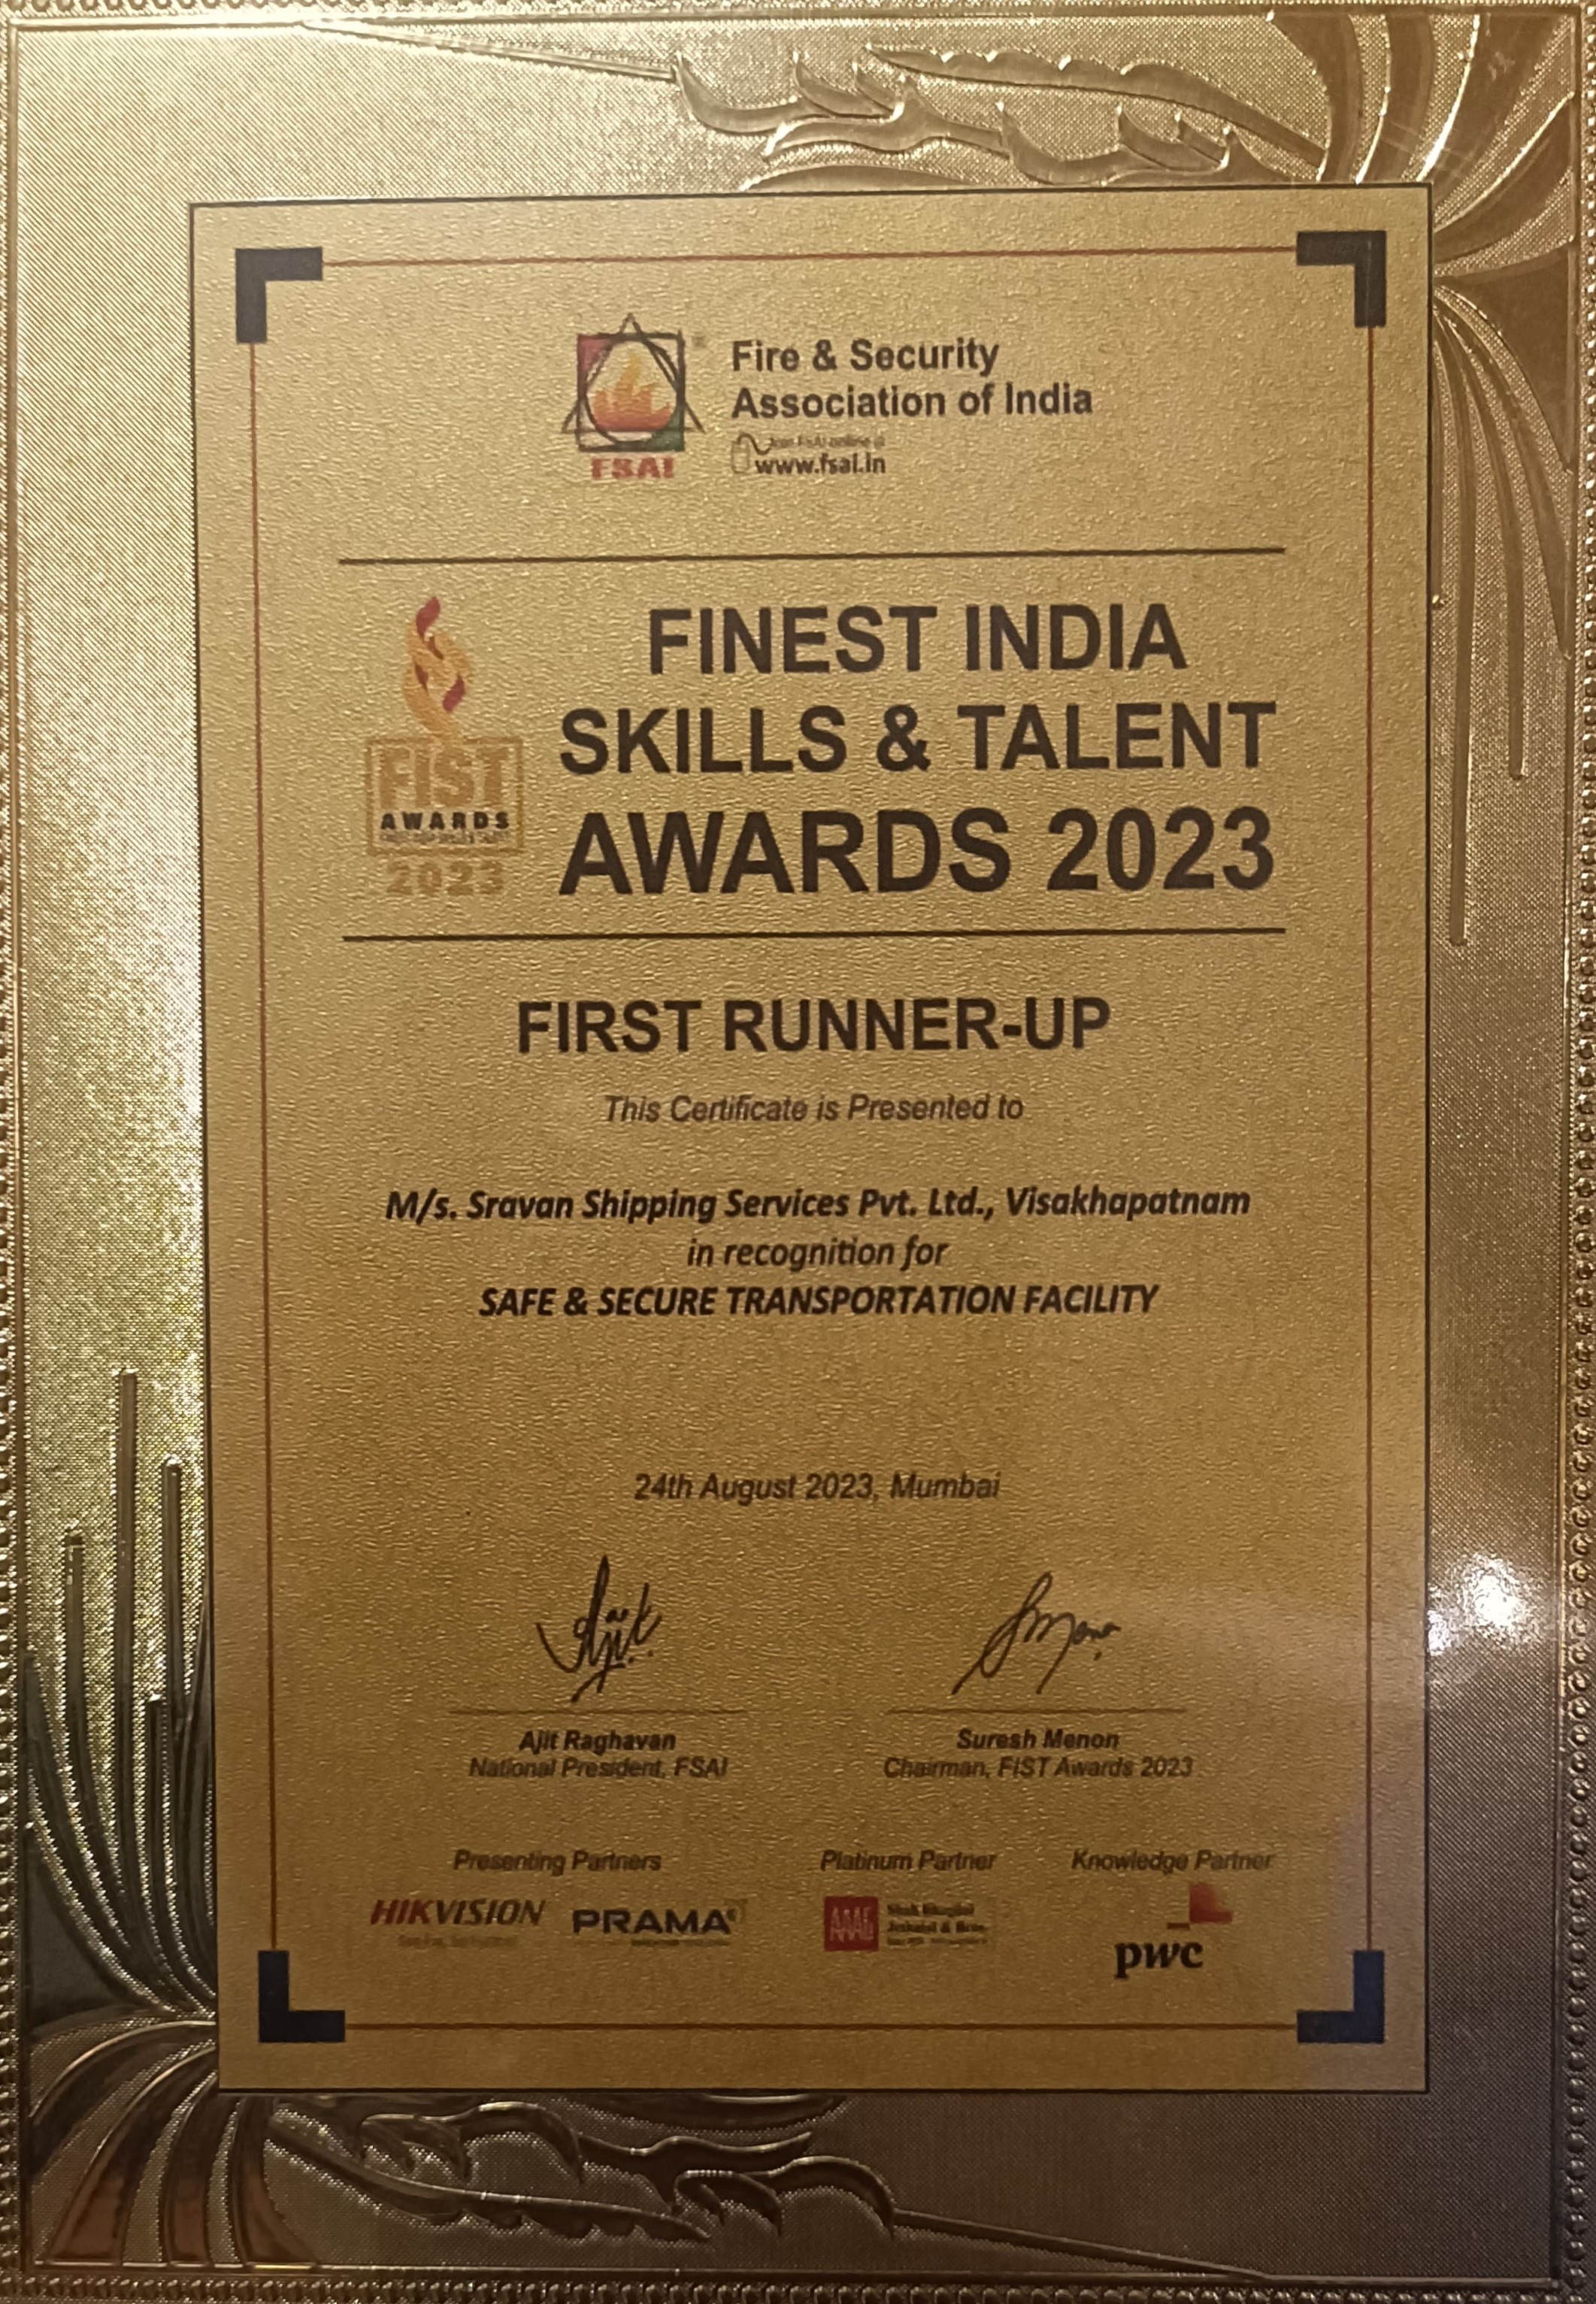 Fire & Security
Association of India
www.fsai.in
FSAI
FINEST INDIA
SKILLS & TALENT
AWARDS 2023
FIST
AWARDS
2023
FIRST RUNNER-UP
This Certificate is Presented to
M/s. Sravan Shipping Services Pvt. Ltd., Visakhapatnam
in recognition for
SAFE & SECURE TRANSPORTATION FACILITY
24th August 2023, Mumbai
Ajit
SMenon
Ajit Raghavan
National President, FSAI
Suresh Menon
Chairman, FIST Awards 2023
Presenting Partners
HIKVISION PRAMA
Platinum Partner
Knowledge Partner
pwc